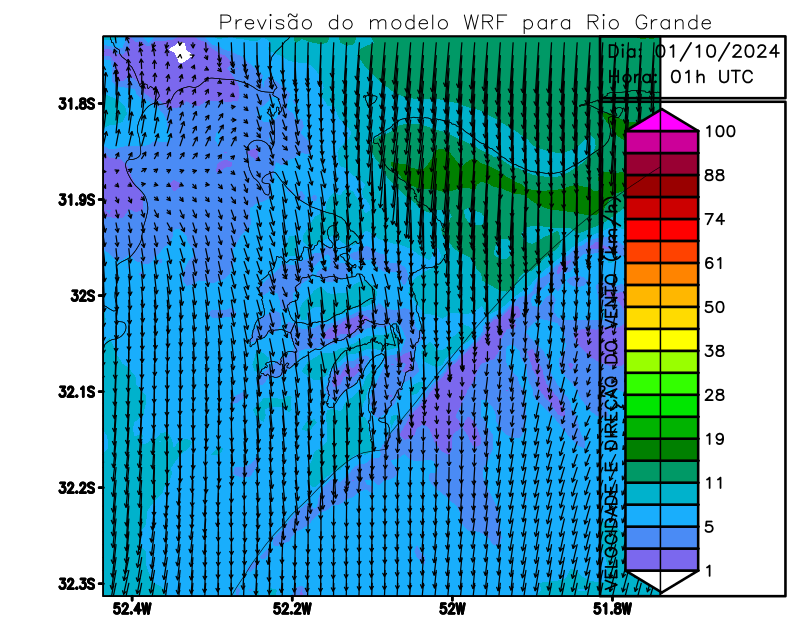 Previsão do modelo WRF para Rio Grande
Dia: 01/10/2024
Hora: 01h UTC
31.8S
31.9S
32S
32.1S
32.2S
32.3S
52.4W
52.2W
52W
51.8W
VELOCIDADE E DIREÇÃO DO VENTO (km/h)
100
88
74
61
50
38
28
19
11
5
1